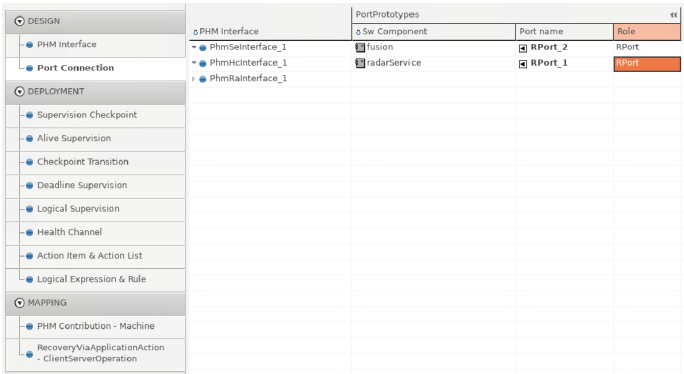 DESIGN
PHM Interface
Port Connection
DEPLOYMENT
Supervision Checkpoint
Alive Supervision
Checkpoint Transition
Deadline Supervision
Logical Supervision
Health Channel
Action Item & Action List
Logical Expression & Rule
MAPPING
PHM Contribution - Machine
RecoveryViaApplicationAction
- ClientServerOperation
PortPrototypes
PHM Interface Sw Component Port name Role
PhmSeInterface_1 fusion RPort_2 RPort
PhmHcInterface_1 radarService RPort_1 RPort
PhmRaInterface_1